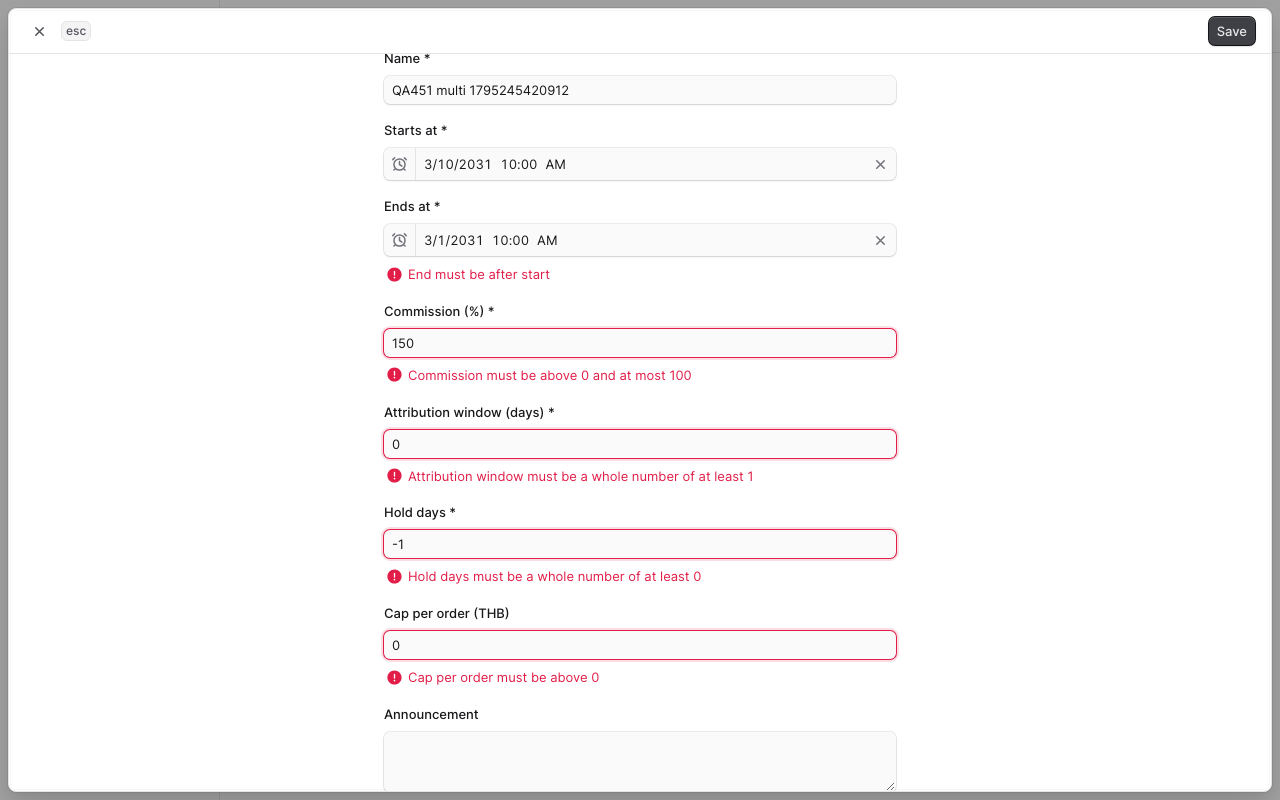 esc
Save
Name *
QA451 multi 1795245420912
Starts at *
3/10/2031 10:00 AM
Ends at *
3/1/2031 10:00 AM
End must be after start
Commission (%) *
150
Commission must be above 0 and at most 100
Attribution window (days) *
0
Attribution window must be a whole number of at least 1
Hold days *
-1
Hold days must be a whole number of at least 0
Cap per order (THB)
0
Cap per order must be above 0
Announcement